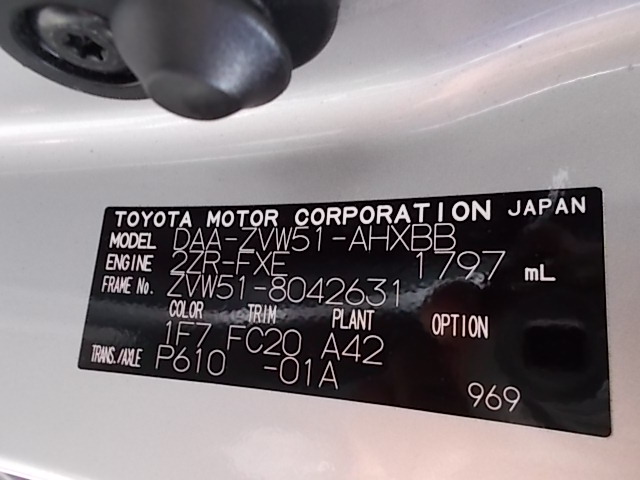 TOYOTA MOTOR CORPORATION JAPAN
MODEL DAA-ZVW51-AHXBB
ENGINE 2ZR-FXE 1797 mL
FRAME No. ZVW51-8042631
COLOR TRIM PLANT OPTION
1F7 FC20 A42
TRANS./AXLE P610 -01A
969